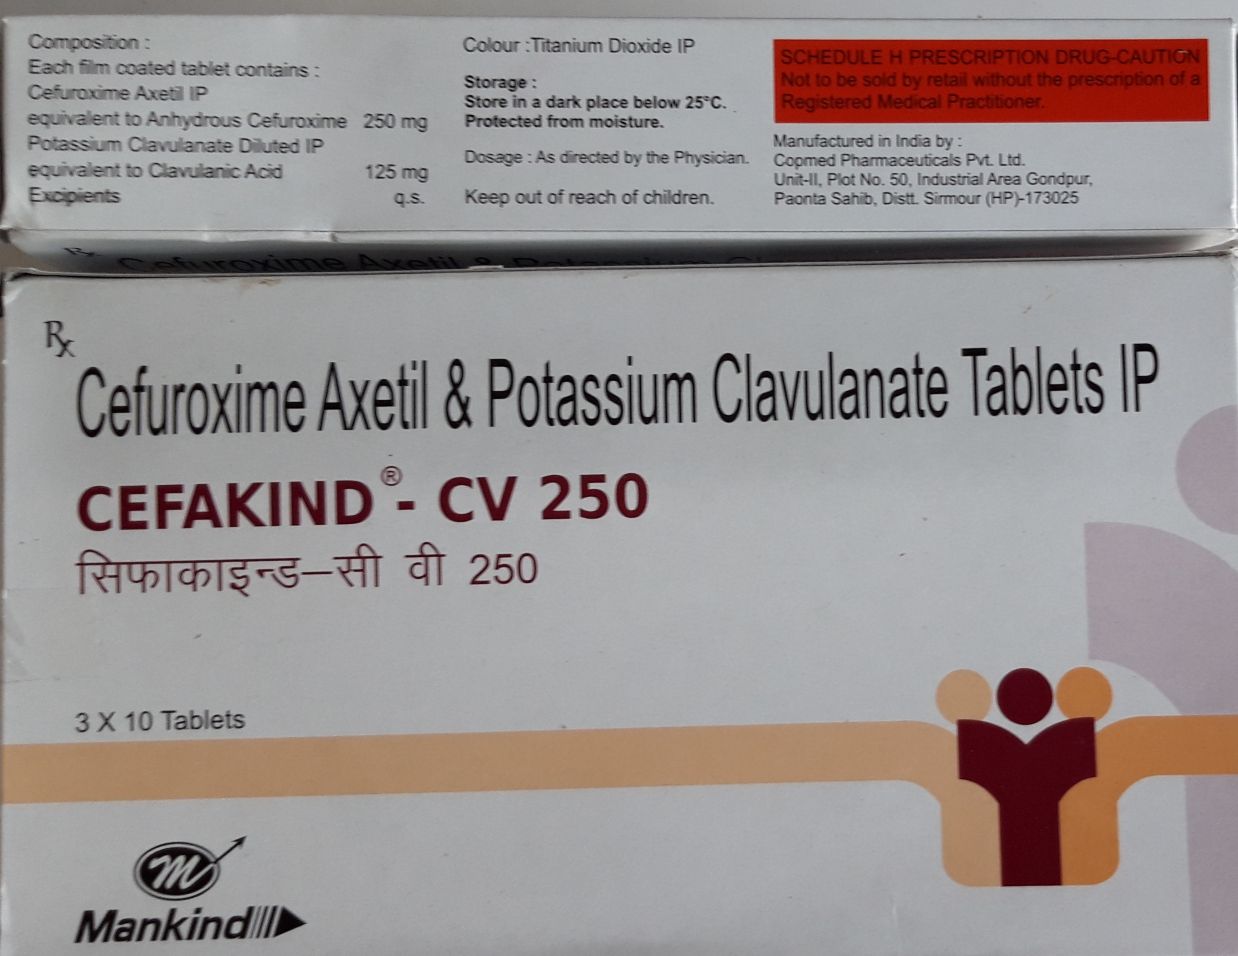 Composition :
Each film coated tablet contains :
Cefuroxime Axetil IP
equivalent to Anhydrous Cefuroxime 250 mg
Potassium Clavulanate Diluted IP
equivalent to Clavulanic Acid 125 mg
Excipients q.s.
Colour :Titanium Dioxide IP
Storage :
Store in a dark place below 25°C.
Protected from moisture.
Dosage : As directed by the Physician.
Keep out of reach of children.
SCHEDULE H PRESCRIPTION DRUG-CAUTION
Not to be sold by retail without the prescription of a
Registered Medical Practitioner.
Manufactured in India by :
Copmed Pharmaceuticals Pvt. Ltd.
Unit-II, Plot No. 50, Industrial Area Gondpur,
Paonta Sahib, Distt. Sirmour (HP)-173025
Rx
Cefuroxime Axetil &
Rx
Cefuroxime Axetil & Potassium Clavulanate Tablets IP
CEFAKIND®- CV 250
सिफाकाइन्ड–सी वी 250
3 X 10 Tablets
m
Mankind